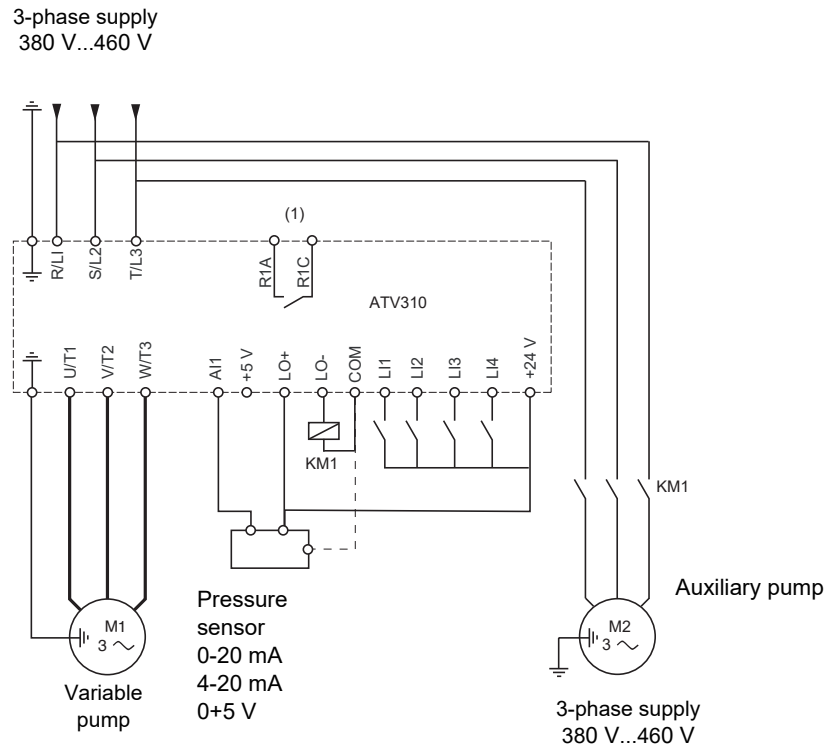 3-phase supply
380 V...460 V
(1)
R/LI
S/L2
T/L3
R1A
R1C
ATV310
U/T1
V/T2
W/T3
AI1
+5 V
LO+
LO-
COM
LI1
LI2
LI3
LI4
+24 V
KM1
KM1
M1
3
Variable
pump
Pressure
sensor
0-20 mA
4-20 mA
0+5 V
Auxiliary pump
M2
3
3-phase supply
380 V...460 V